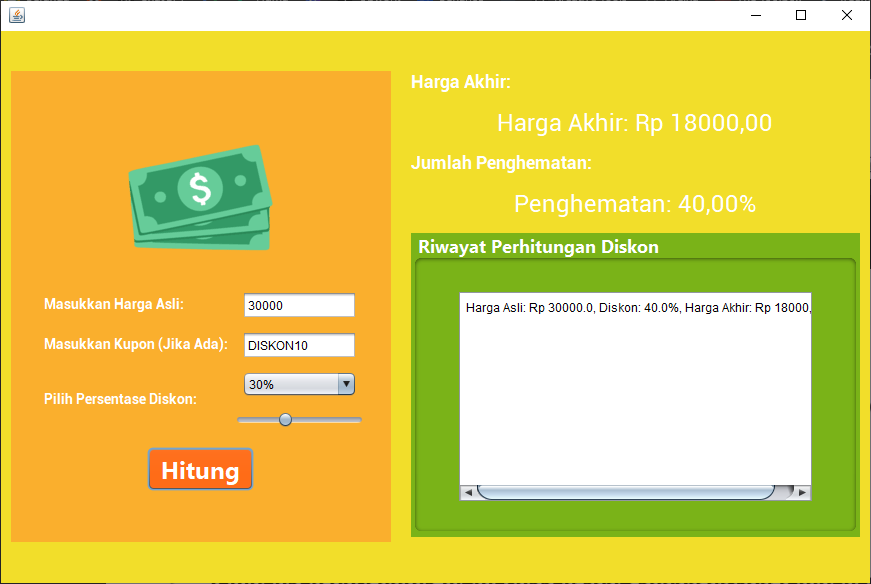 $
Masukkan Harga Asli:
30000
Masukkan Kupon (Jika Ada):
DISKON10
Pilih Persentase Diskon:
30%
Hitung
Harga Akhir:
Harga Akhir: Rp 18000,00
Jumlah Penghematan:
Penghematan: 40,00%
Riwayat Perhitungan Diskon
Harga Asli: Rp 30000.0, Diskon: 40.0%, Harga Akhir: Rp 18000,